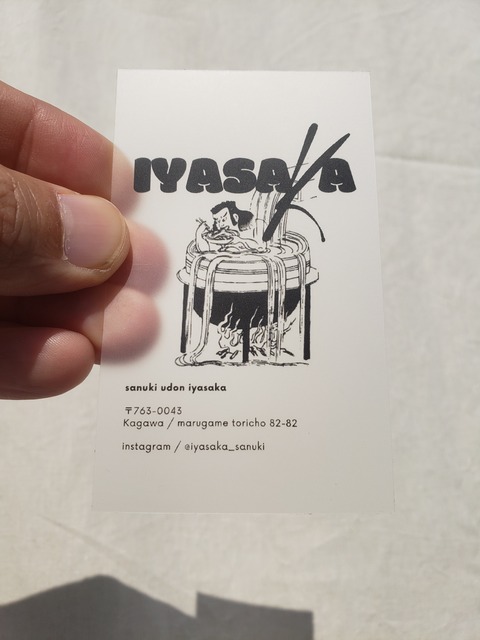 IYASAKA
sanuki udon iyasaka
〒763-0043
Kagawa / marugame toricho 82-82
instagram / @iyasaka_sanuki